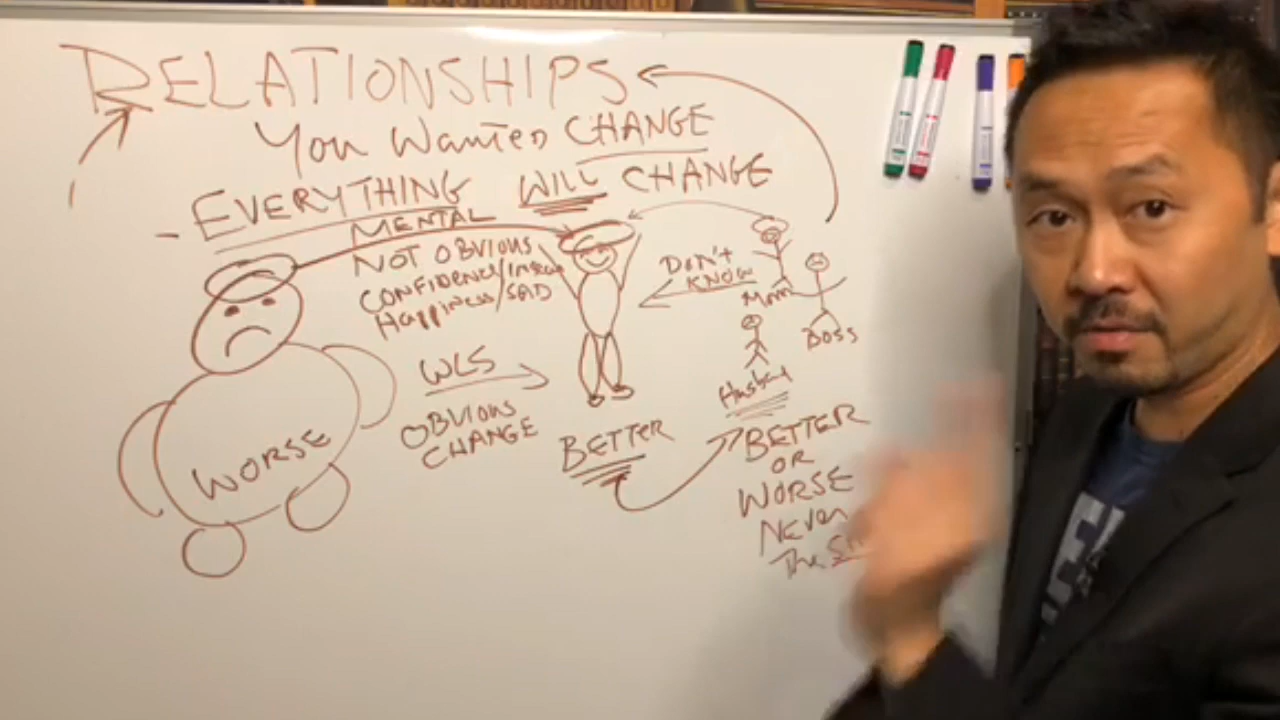 RELATIONSHIPS
You Wanted CHANGE
- EVERYTHING WILL CHANGE
MENTAL
NOT OBVIOUS
CONFIDENCE/
Happiness/SAD
WLS
OBVIOUS
CHANGE
WORSE
BETTER
DON'T
KNOW
Mom
BOSS
BETTER
OR
WORSE
NEVER
The